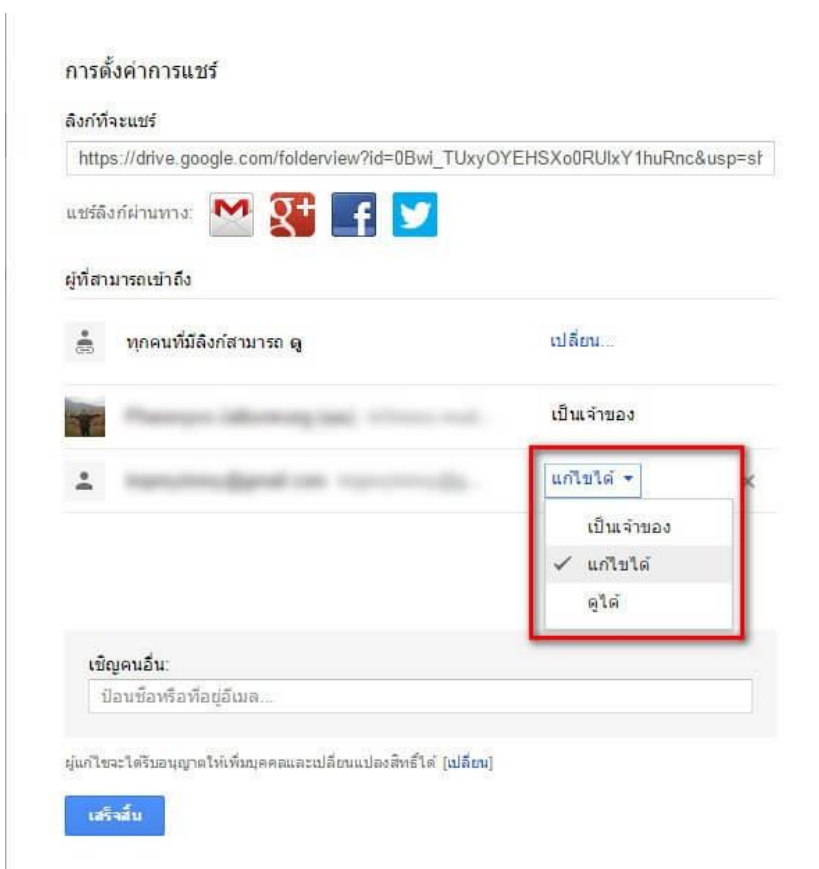 การตั้งค่าการแชร์
ลิงก์ที่จะแชร์
https://drive.google.com/folderview?id=0Bwi_TUxyOYEHSXo0RUlxY1huRnc&usp=sh
แชร์ลิงก์ผ่านทาง:
ผู้ที่สามารถเข้าถึง
ทุกคนที่มีลิงก์สามารถ ดู เปลี่ยน...
เป็นเจ้าของ
แก้ไขได้
เป็นเจ้าของ
แก้ไขได้
ดูได้
เชิญคนอื่น:
ป้อนชื่อหรือที่อยู่อีเมล...
ผู้แก้ไขจะได้รับอนุญาตให้เพิ่มบุคคลและเปลี่ยนแปลงสิทธิ์ได้ [เปลี่ยน]
เสร็จสิ้น